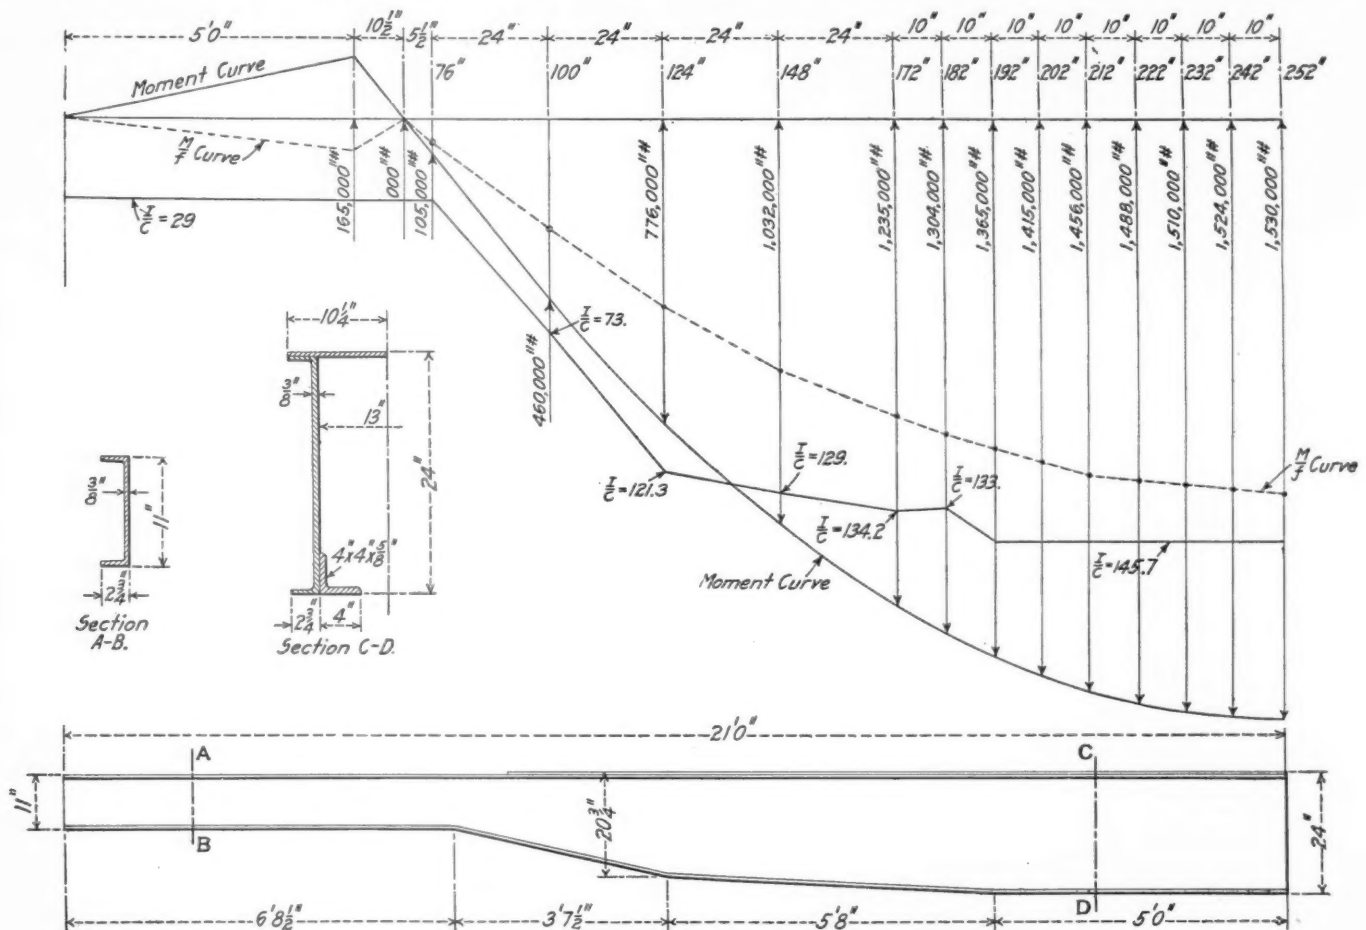 5'0" 10½" 5½" 24" 24" 24" 24" 10" 10" 10" 10" 10" 10" 10" 10"
76" 100" 124" 148" 172" 182" 192" 202" 212" 222" 232" 242" 252"
Moment Curve
M/f Curve
I/C = 29
165,000"#
000"#
105,000"#
460,000"#
776,000"#
1,032,000"#
1,235,000"#
1,304,000"#
1,365,000"#
1,415,000"#
1,456,000"#
1,488,000"#
1,510,000"#
1,524,000"#
1,530,000"#
I/C = 73.
I/C = 121.3
I/C = 129.
I/C = 134.2
I/C = 133.
I/C = 145.7
M/f Curve
Moment Curve
10¼"
3/8"
13"
24"
4"x4"x5/8"
2¾" 4"
Section C-D.
3/8"
11"
2¾"
Section
A-B.
21'0"
A
B
C
D
11"
20¾"
24"
6'8½" 3'7½" 5'8" 5'0"